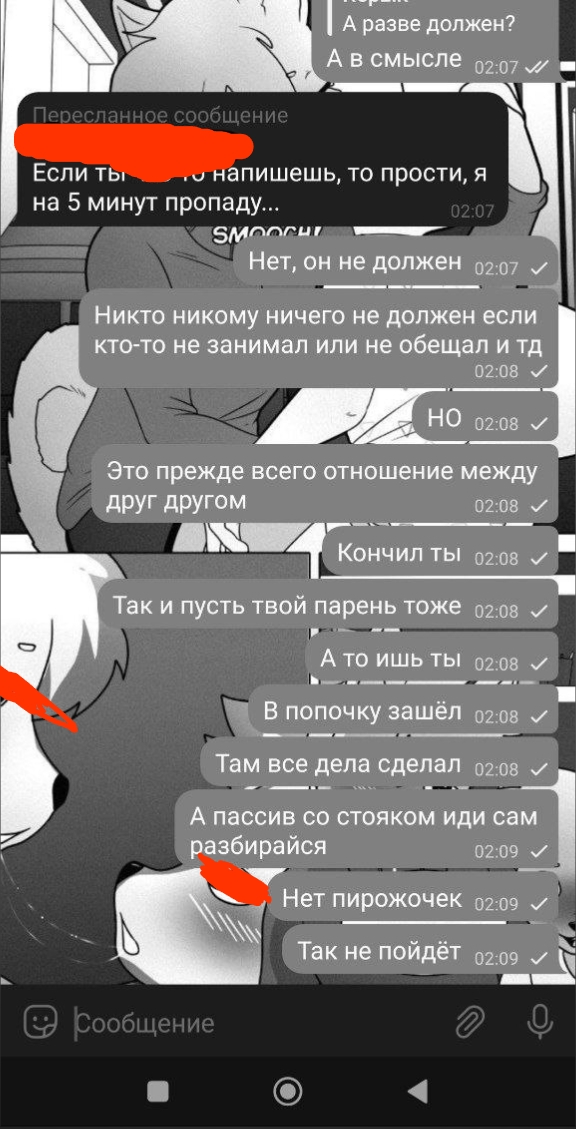 А разве должен?
А в смысле 02:07
Пересланное сообщение
Если ты напишешь, то прости, я
на 5 минут пропаду...
02:07
SMOOCH!
Нет, он не должен 02:07
Никто никому ничего не должен если
кто-то не занимал или не обещал и тд
02:08
НО 02:08
Это прежде всего отношение между
друг другом 02:08
Кончил ты 02:08
Так и пусть твой парень тоже 02:08
А то ишь ты 02:08
В попочку зашёл 02:08
Там все дела сделал 02:08
А пассив со стояком иди сам
разбирайся 02:09
Нет пирожочек 02:09
Так не пойдёт 02:09
Сообщение